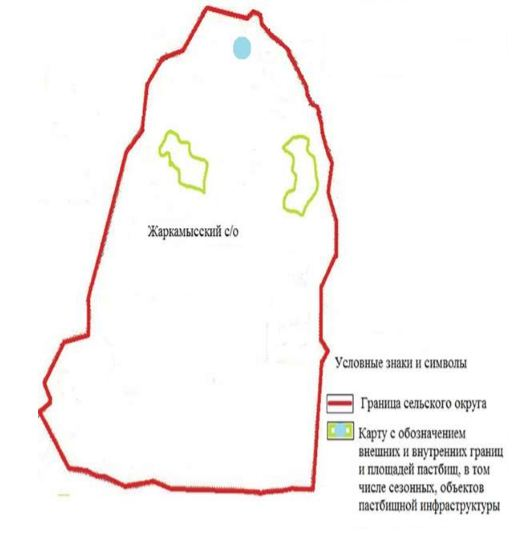 Жаркамысский с/о
Условные знаки и символы
Граница сельского округа
Карту с обозначением
внешних и внутренних границ
и площадей пастбищ, в том
числе сезонных, объектов
пастбищной инфраструктуры